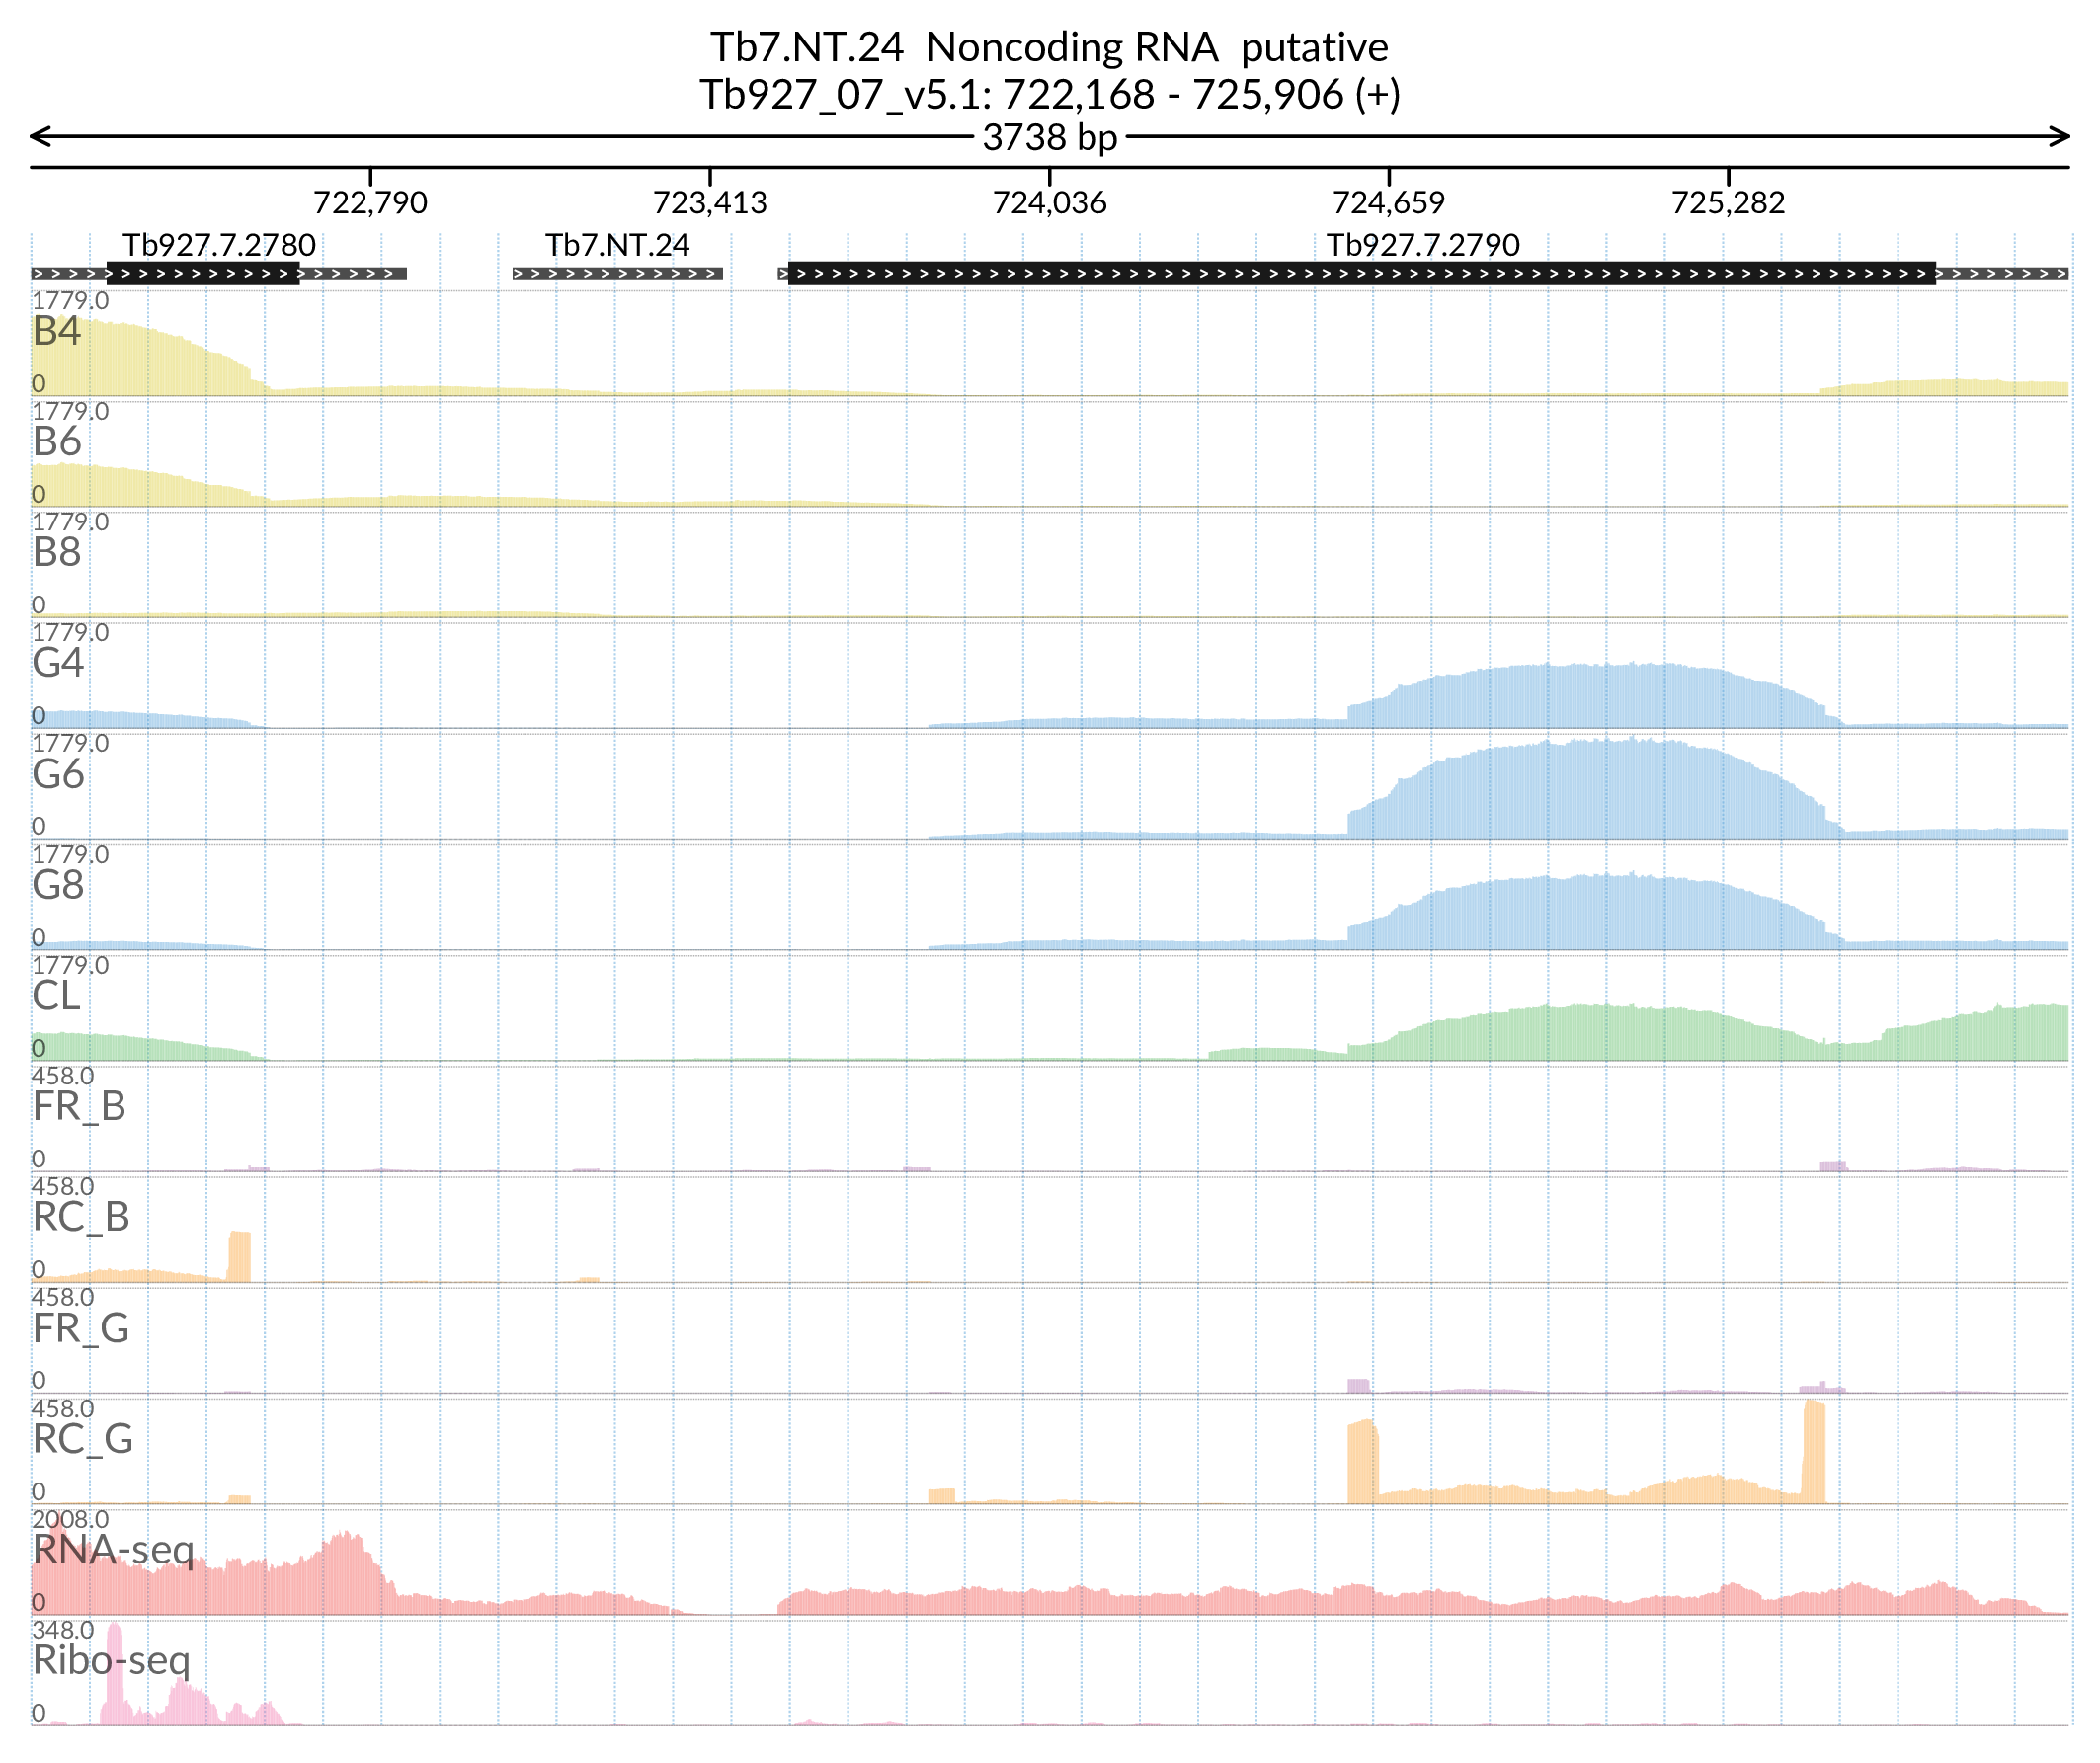 Tb7.NT.24 Noncoding RNA putative
Tb927_07_v5.1: 722,168 - 725,906 (+)
3738 bp
722,790 723,413 724,036 724,659 725,282
Tb927.7.2780 Tb7.NT.24 Tb927.7.2790
1779.0
B4
0
1779.0
B6
0
1779.0
B8
0
1779.0
G4
0
1779.0
G6
0
1779.0
G8
0
1779.0
CL
0
458.0
FR_B
0
458.0
RC_B
0
458.0
FR_G
0
458.0
RC_G
0
2008.0
RNA-seq
0
348.0
Ribo-seq
0